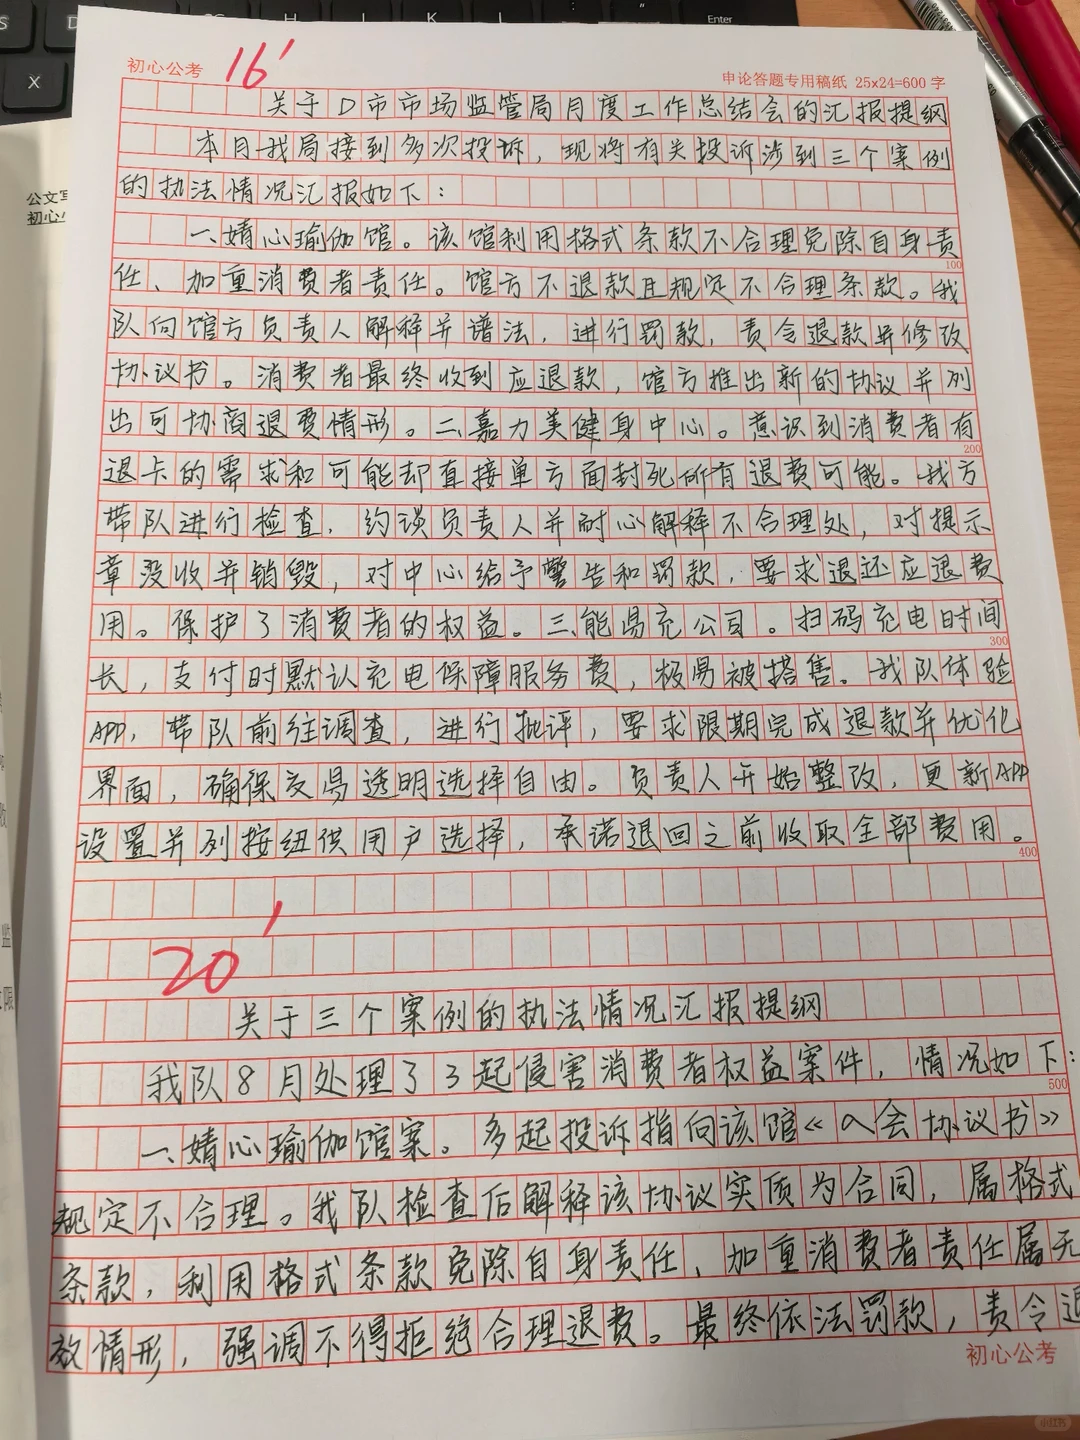 S
D
H
J
K
L
Enter
X
初心公考
16'
申论答题专用稿纸 25x24=600 字
关于D市市场监管局月度工作总结会的汇报提纲
本月我局接到多次投诉，现将有关投诉涉到三个案例
的执法情况汇报如下：
公文写
初心公
一、婧心瑜伽馆。该馆利用格式条款不合理免除自身责
100
任、加重消费者责任。馆方不退款且规定不合理条款。我
队向馆方负责人解释并谱法，进行罚款，责令退款并修改
协议书。消费者最终收到应退款，馆方推出新的协议并列
出可协商退费情形。二、嘉力美健身中心。意识到消费者有
200
退卡的需求和可能却直接单方面封死所有退费可能。我方
带队进行检查，约谈负责人并耐心解释不合理处，对提示
章没收并销毁，对中心给予警告和罚款，要求退还应退费
用。保护了消费者的权益。三、能易充公司。扫码充电时间
300
长，支付时默认充电保障服务费，极易被搭售。我队体验
APP，带队前往调查，进行批评，要求限期完成退款并优化
界面，确保交易透明选择自由。负责人开始整改，更新APP
设置并列按纽供用户选择，承诺退回之前收取全部费用。
400
监
限
20'
关于三个案例的执法情况汇报提纲
我队8月处理了3起侵害消费者权益案件，情况如下：
500
一、婧心瑜伽馆案。多起投诉指向该馆《入会协议书》
规定不合理。我队检查后解释该协议实质为合同，属格式
条款，利用格式条款免除自身责任、加重消费者责任属无
效情形，强调不得拒绝合理退费。最终依法罚款，责令退
初心公考
小红书